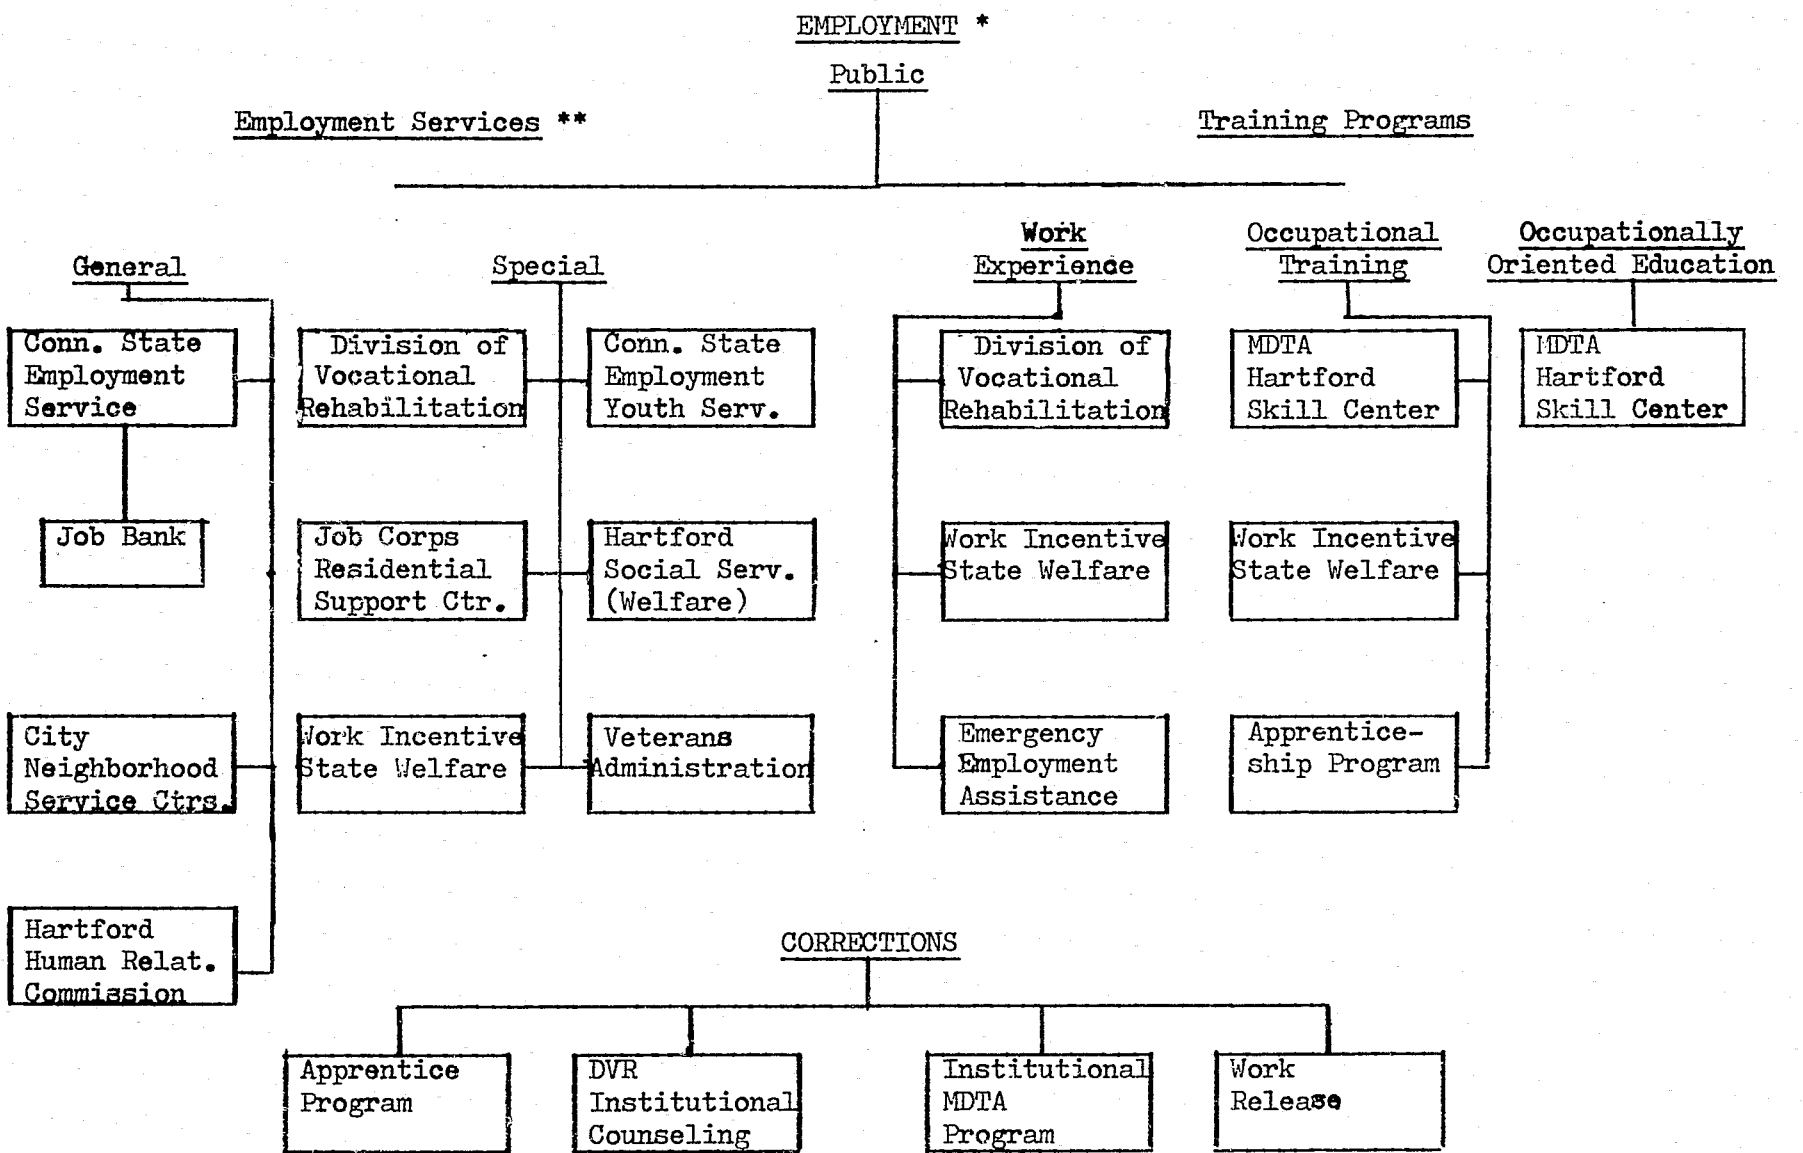 EMPLOYMENT *
Public
Employment Services **
Training Programs
General
Special
Work
Experience
Occupational
Training
Occupationally
Oriented Education
Conn. State
Employment
Service
Division of
Vocational
Rehabilitation
Conn. State
Employment
Youth Serv.
Division of
Vocational
Rehabilitation
MDTA
Hartford
Skill Center
MDTA
Hartford
Skill Center
Job Bank
Job Corps
Residential
Support Ctr.
Hartford
Social Serv.
(Welfare)
Work Incentive
State Welfare
Work Incentive
State Welfare
City
Neighborhood
Service Ctrs.
Work Incentive
State Welfare
Veterans
Administration
Emergency
Employment
Assistance
Apprentice-
ship Program
Hartford
Human Relat.
Commission
CORRECTIONS
Apprentice
Program
DVR
Institutional
Counseling
Institutional
MDTA
Program
Work
Release